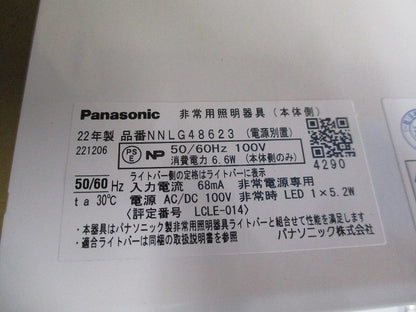 Panasonic 非常用照明器具 (本体側)
22年製 品番NNLG48623 (電源別置)
221206
PS E NP 50/60Hz 100V
消費電力 6.6W (本体側のみ)
4290
ライトバー側の定格はライトバーに表示
50/60 Hz 入力電流 68mA 非常電源専用
ta 30℃ 電源 AC/DC 100V 非常時 LED 1×5.2W
〈評定番号 LCLE-014〉
・本器具はパナソニック製非常用照明器具ライトバーと組合せて性能を満足します
・適合ライトバーは同梱の取扱説明書を参照 パナソニック株式会社